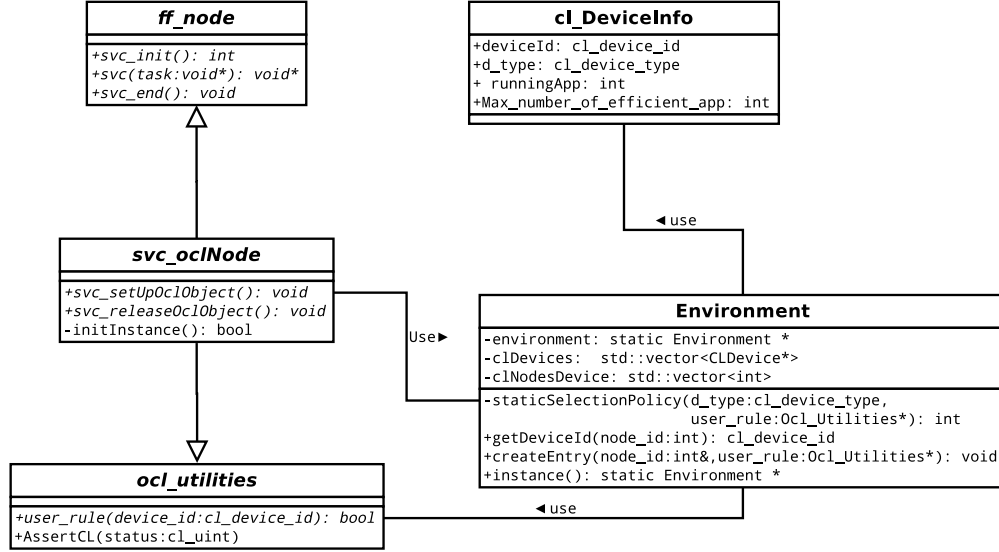 ff_node
+svc_init(): int
+svc(task:void*): void*
+svc_end(): void
cl_DeviceInfo
+deviceId: cl_device_id
+d_type: cl_device_type
+ runningApp: int
+Max_number_of_efficient_app: int
◄ use
svc_oclNode
+svc_setUpOclObject(): void
+svc_releaseOclObject(): void
-initInstance(): bool
Use►
Environment
-environment: static Environment *
-clDevices:  std::vector<CLDevice*>
-clNodesDevice: std::vector<int>
-staticSelectionPolicy(d_type:cl_device_type,
user_rule:Ocl_Utilities*): int
+getDeviceId(node_id:int): cl_device_id
+createEntry(node_id:int&,user_rule:Ocl_Utilities*): void
+instance(): static Environment *
ocl_utilities
+user_rule(device_id:cl_device_id): bool
+AssertCL(status:cl_uint)
◄ use